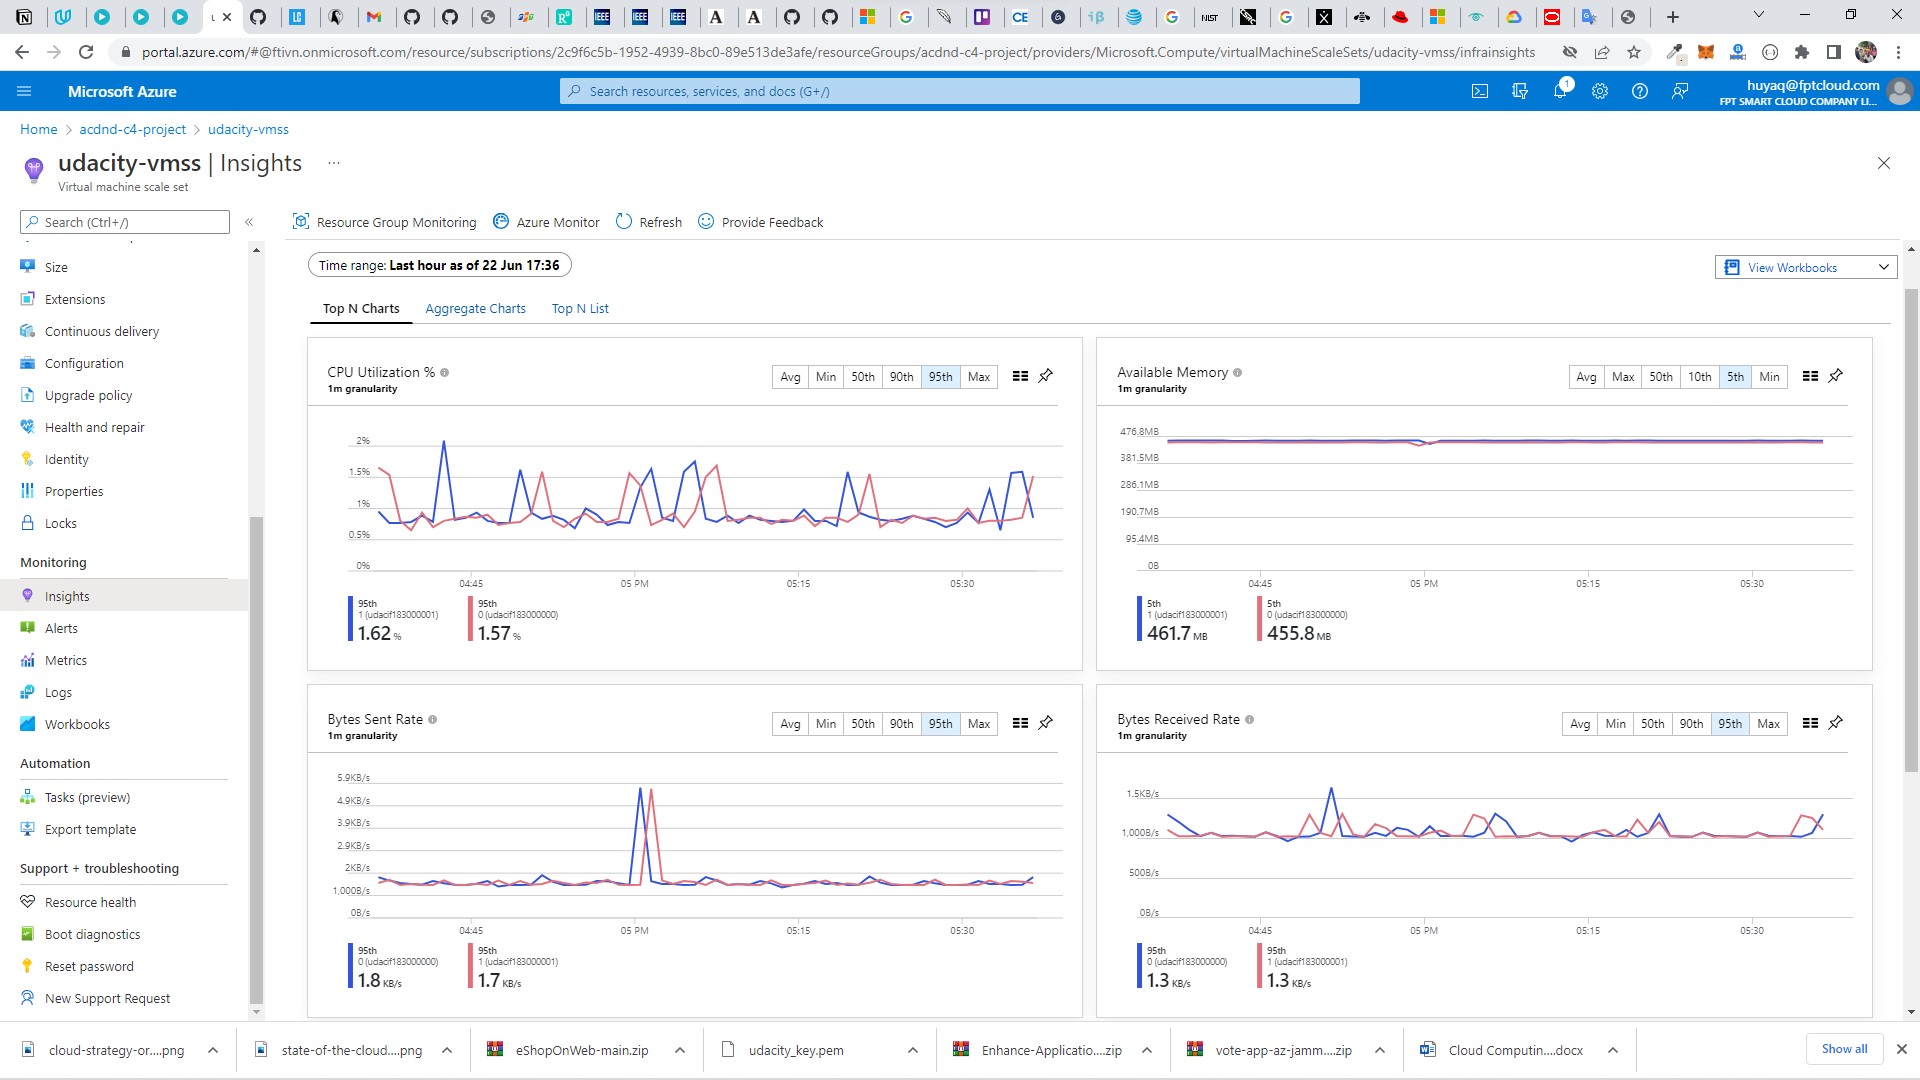 portal.azure.com/#@ftivn.onmicrosoft.com/resource/subscriptions/2c9f6c5b-1952-4939-8bc0-89e513de3afe/resourceGroups/acdnd-c4-project/providers/Microsoft.Compute/virtualMachineScaleSets/udacity-vmss/infrainsights
Microsoft Azure
Search resources, services, and docs (G+/)
1
huyaq@fptcloud.com
FPT SMART CLOUD COMPANY LI...
Home > acdnd-c4-project > udacity-vmss
udacity-vmss | Insights ...
Virtual machine scale set
Search (Ctrl+/)
«
Size
Extensions
Continuous delivery
Configuration
Upgrade policy
Health and repair
Identity
Properties
Locks
Monitoring
Insights
Alerts
Metrics
Logs
Workbooks
Automation
Tasks (preview)
Export template
Support + troubleshooting
Resource health
Boot diagnostics
Reset password
New Support Request
Resource Group Monitoring
Azure Monitor
Refresh
Provide Feedback
Time range: Last hour as of 22 Jun 17:36
View Workbooks
Top N Charts
Aggregate Charts
Top N List
CPU Utilization %
1m granularity
Avg Min 50th 90th 95th Max
2%
1.5%
1%
0.5%
0%
04:45 05 PM 05:15 05:30
95th
1 (udacif183000001)
1.62 %
95th
0 (udacif183000000)
1.57 %
Available Memory
1m granularity
Avg Max 50th 10th 5th Min
476.8MB
381.5MB
286.1MB
190.7MB
95.4MB
0B
04:45 05 PM 05:15 05:30
5th
1 (udacif183000001)
461.7 MB
5th
0 (udacif183000000)
455.8 MB
Bytes Sent Rate
1m granularity
Avg Min 50th 90th 95th Max
5.9KB/s
4.9KB/s
3.9KB/s
2.9KB/s
2KB/s
1,000B/s
0B/s
04:45 05 PM 05:15 05:30
95th
0 (udacif183000000)
1.8 KB/s
95th
1 (udacif183000001)
1.7 KB/s
Bytes Received Rate
1m granularity
Avg Min 50th 90th 95th Max
1.5KB/s
1,000B/s
500B/s
0B/s
04:45 05 PM 05:15 05:30
95th
0 (udacif183000000)
1.3 KB/s
95th
1 (udacif183000001)
1.3 KB/s
cloud-strategy-or....png
state-of-the-cloud....png
eShopOnWeb-main.zip
udacity_key.pem
Enhance-Applicatio....zip
vote-app-az-jamm....zip
Cloud Computin....docx
Show all